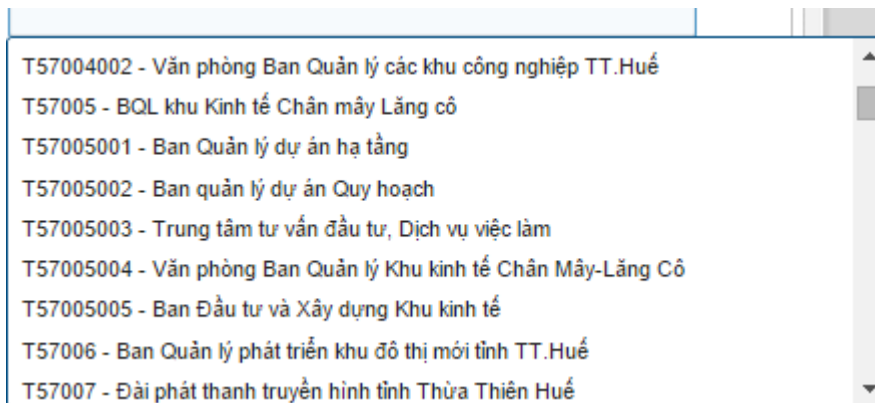 T57004002 - Văn phòng Ban Quản lý các khu công nghiệp TT.Huế
T57005 - BQL khu Kinh tế Chân mây Lăng cô
T57005001 - Ban Quản lý dự án hạ tầng
T57005002 - Ban quản lý dự án Quy hoạch
T57005003 - Trung tâm tư vấn đầu tư, Dịch vụ việc làm
T57005004 - Văn phòng Ban Quản lý Khu kinh tế Chân Mây-Lăng Cô
T57005005 - Ban Đầu tư và Xây dựng Khu kinh tế
T57006 - Ban Quản lý phát triển khu đô thị mới tỉnh TT.Huế
T57007 - Đài phát thanh truyền hình tỉnh Thừa Thiên Huế